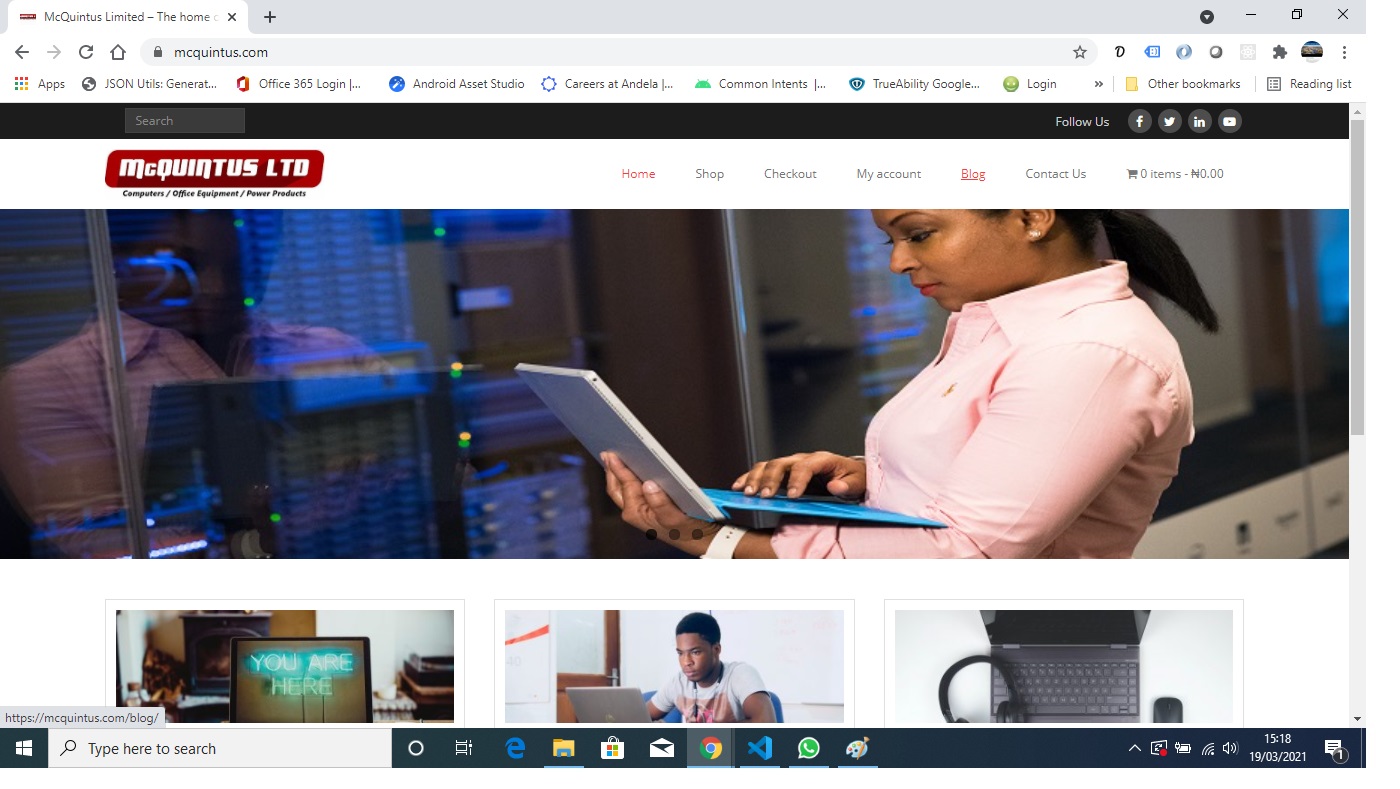 McQuintus Limited – The home o
mcquintus.com
Apps
JSON Utils: Generat...
Office 365 Login |...
Android Asset Studio
Careers at Andela |...
Common Intents |...
TrueAbility Google...
Login
»
Other bookmarks
Reading list
Search
Follow Us
McQUINTUS LTD
Computers / Office Equipment / Power Products
Home
Shop
Checkout
My account
Blog
Contact Us
0 items - ₦0.00
YOU ARE
HERE
https://mcquintus.com/blog/
Type here to search
15:18
19/03/2021
1